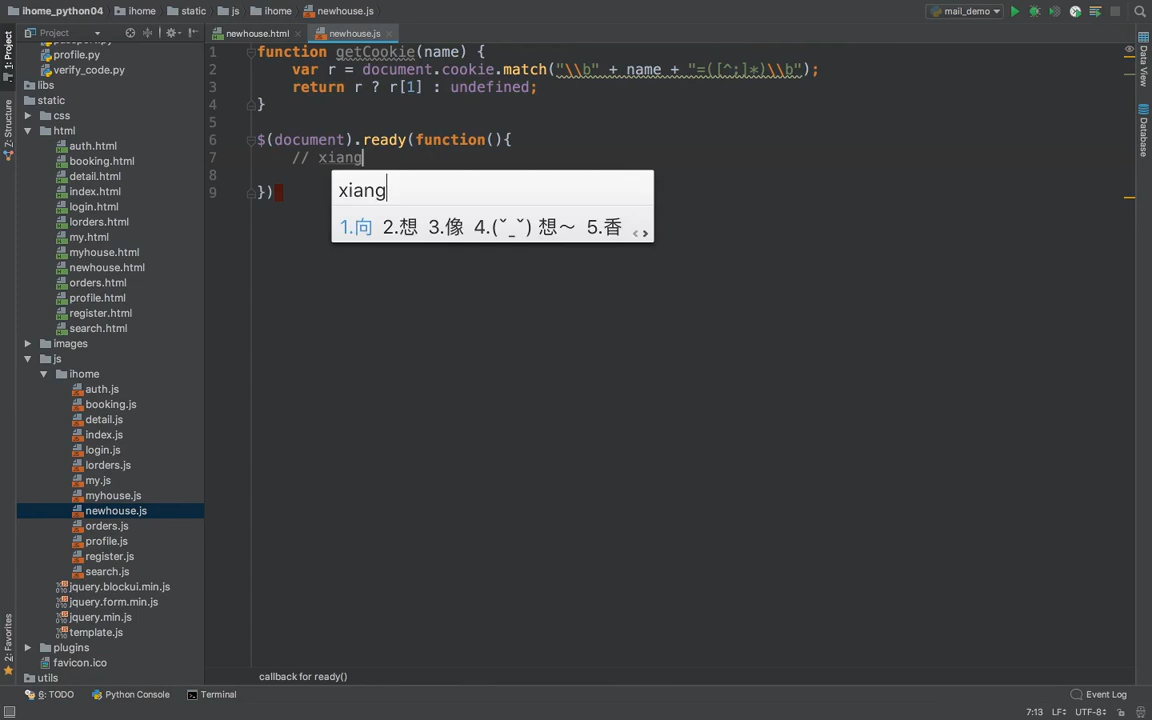 ihome_python04 ihome static js ihome newhouse.js mail_demo
Project
newhouse.html newhouse.js
1: Project
Z: Structure
2: Favorites
Data View
Database
profile.py
verify_code.py
libs
static
css
html
auth.html
booking.html
detail.html
index.html
login.html
lorders.html
my.html
myhouse.html
newhouse.html
orders.html
profile.html
register.html
search.html
images
js
ihome
auth.js
booking.js
detail.js
index.js
login.js
lorders.js
my.js
myhouse.js
newhouse.js
orders.js
profile.js
register.js
search.js
jquery.blockui.min.js
jquery.form.min.js
jquery.min.js
template.js
plugins
favicon.ico
utils
1 function getCookie(name) {
2 var r = document.cookie.match("\\b" + name + "=([^;]*)\\b");
3 return r ? r[1] : undefined;
4 }
5
6 $(document).ready(function(){
7 // xiang
8
9 })
xiang
1.向 2.想 3.像 4.(ˇ_ˇ) 想～ 5.香 < >
callback for ready()
6: TODO Python Console Terminal Event Log
7:13 LF÷ UTF-8÷